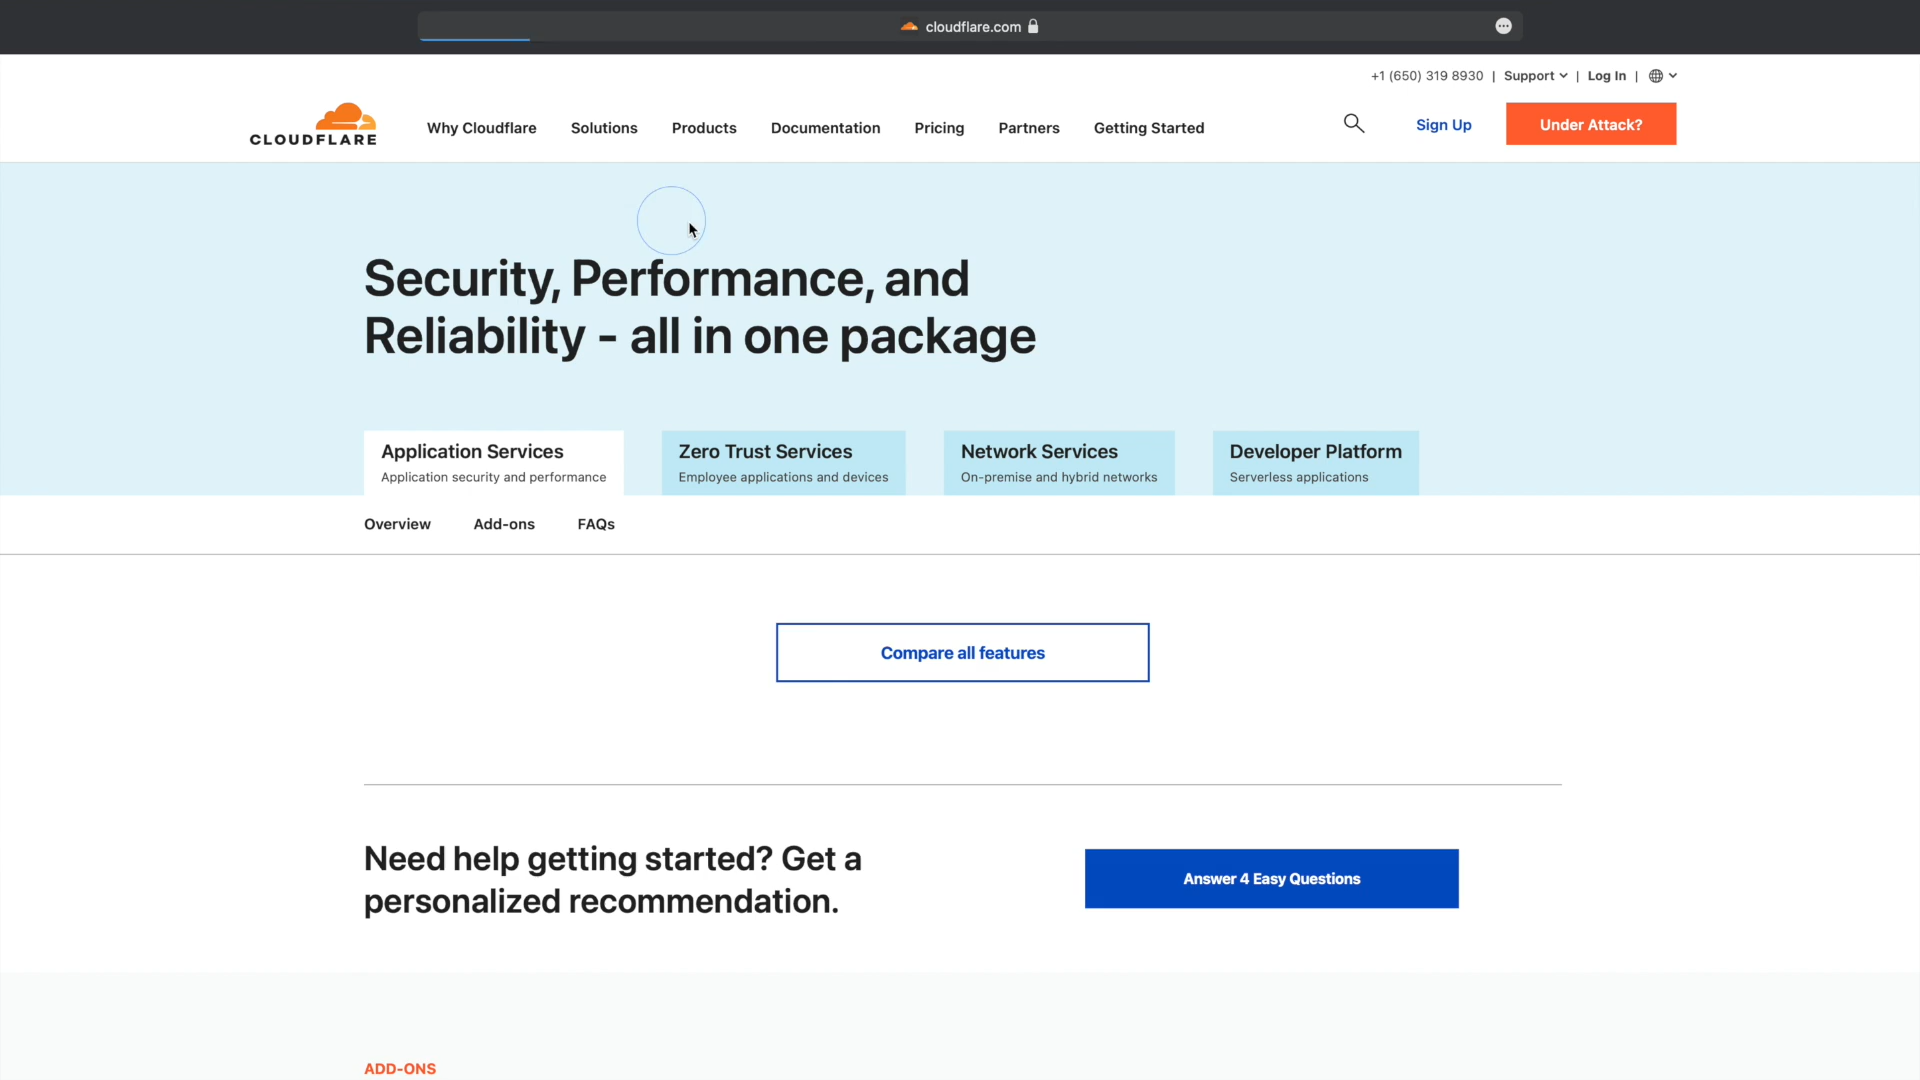 cloudflare.com
+1 (650) 319 8930 | Support | Log In |
CLOUDFLARE
Why Cloudflare Solutions Products Documentation Pricing Partners Getting Started Sign Up Under Attack?
Security, Performance, and
Reliability - all in one package
Application Services
Application security and performance
Zero Trust Services
Employee applications and devices
Network Services
On-premise and hybrid networks
Developer Platform
Serverless applications
Overview Add-ons FAQs
Compare all features
Need help getting started? Get a
personalized recommendation.
Answer 4 Easy Questions
ADD-ONS